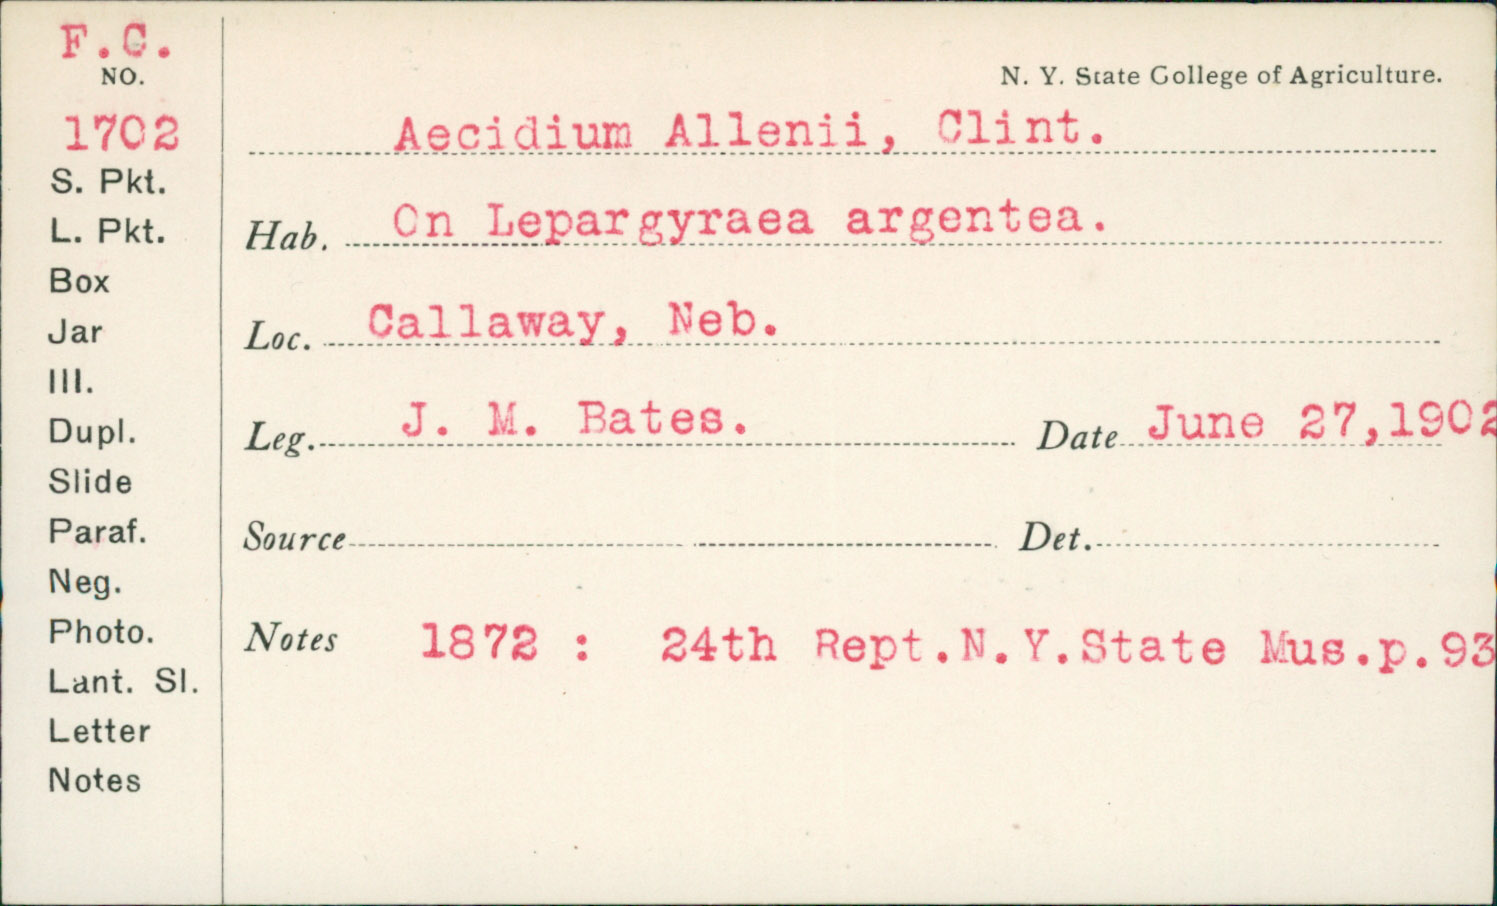 F.C.
NO.
1702
S. Pkt.
L. Pkt.
Box
Jar
Ill.
Dupl.
Slide
Paraf.
Neg.
Photo.
Lant. Sl.
Letter
Notes
N. Y. State College of Agriculture.
Aecidium Allenii, Clint.
Hab. On Lepargyraea argentea.
Loc. Callaway, Neb.
Leg. J. M. Bates. Date June 27,1902
Source Det.
Notes 1872 : 24th Rept.N.Y.State Mus.p.93